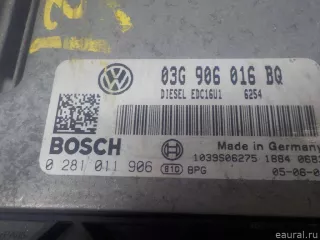 03G 906 016 BQ
DIESEL EDC16U1 6254
BOSCH
Made in Germany
0 281 011 906
1039S06275 1884
BPG 05-06-0
© eaural.ru